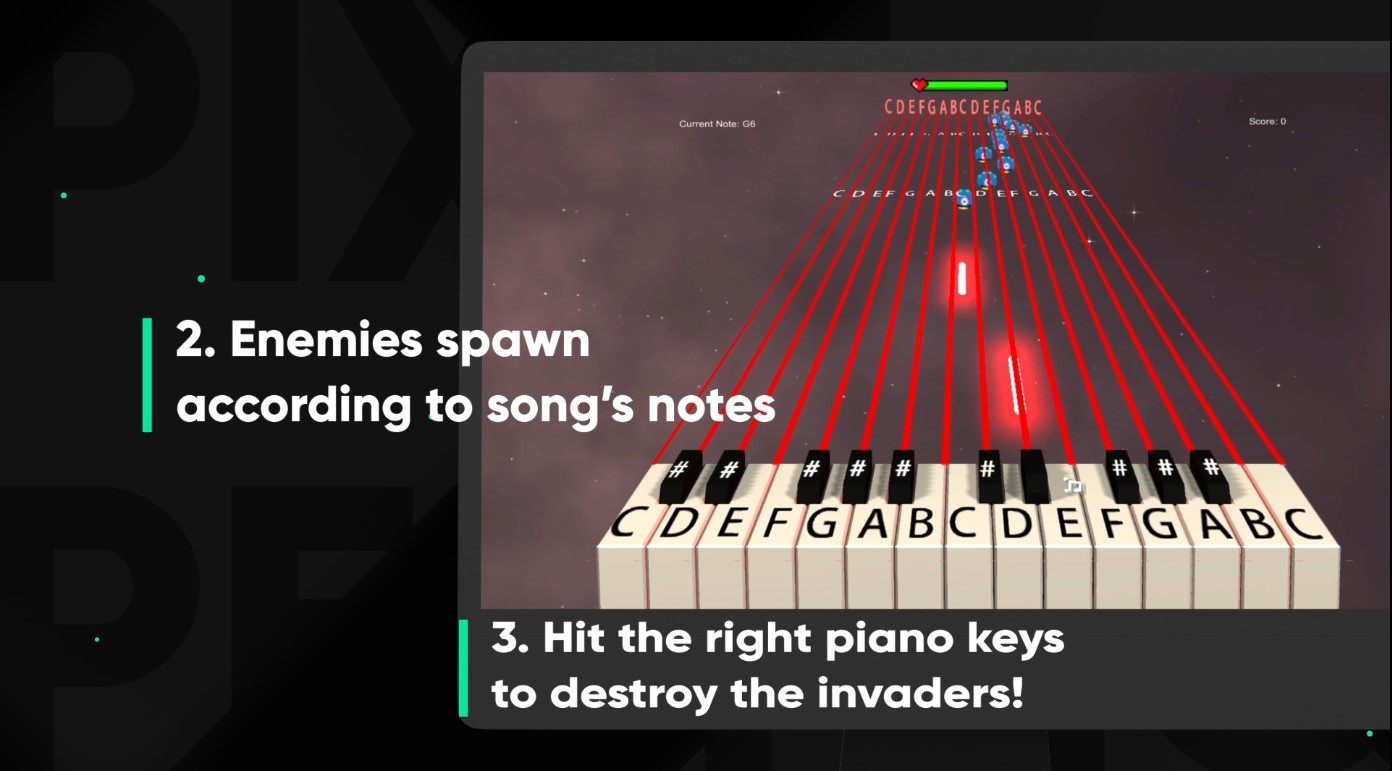 CDEFGABCDEFGABC
Current Note: G6
Score: 0
C D E F G A B C D E F G A B C
2. Enemies spawn
according to song's notes
# # # # # # # # #
C D E F G A B C D E F G A B C
3. Hit the right piano keys
to destroy the invaders!